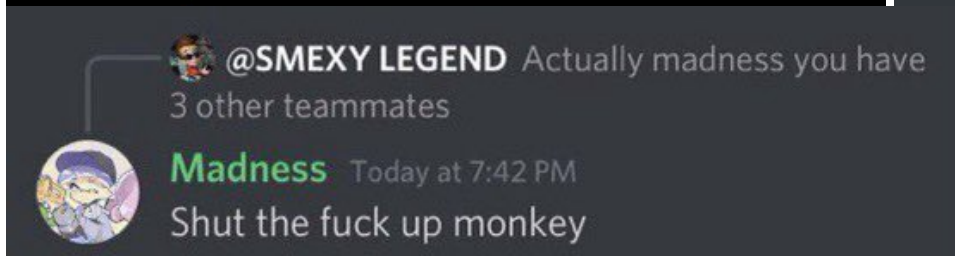 @SMEXY LEGEND Actually madness you have
3 other teammates
Madness Today at 7:42 PM
Shut the fuck up monkey